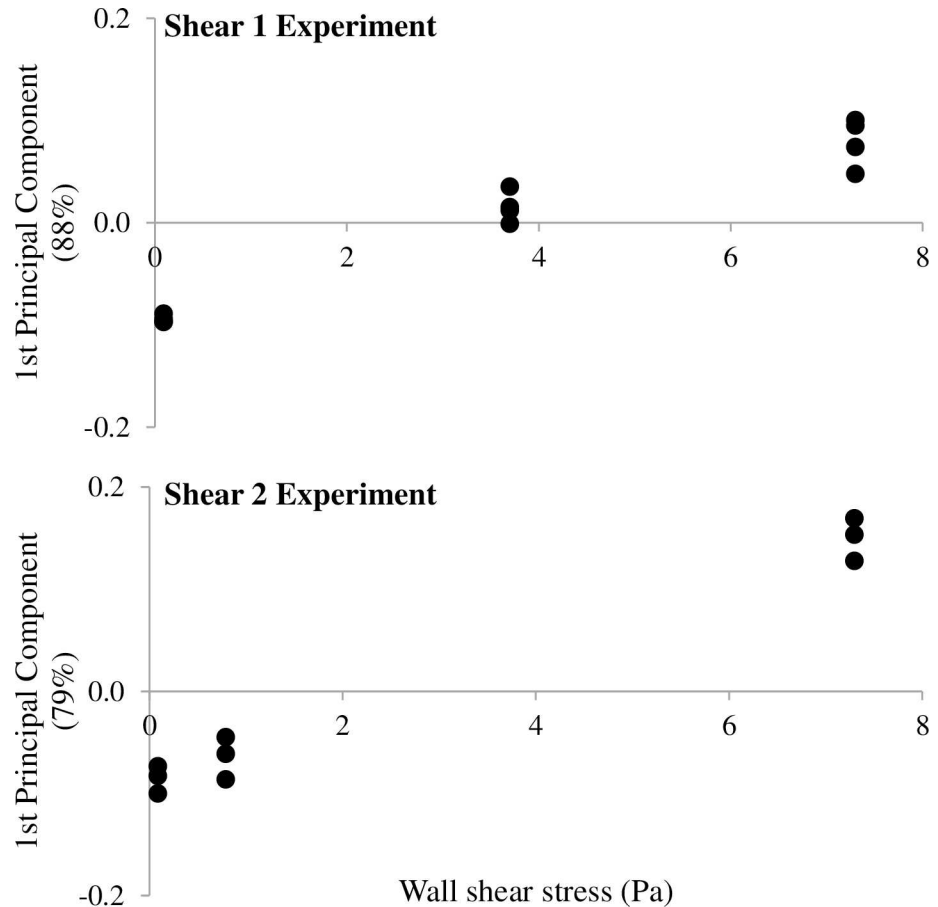 Shear 1 Experiment
0.2
0.0
-0.2
0 2 4 6 8
1st Principal Component
(88%)
Shear 2 Experiment
0.2
0.0
-0.2
0 2 4 6 8
1st Principal Component
(79%)
Wall shear stress (Pa)